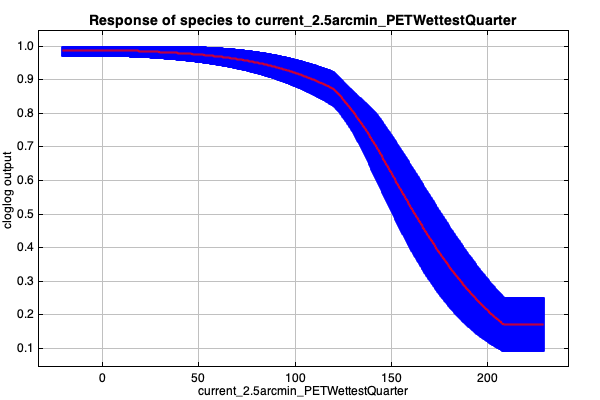 Response of species to current_2.5arcmin_PETWettestQuarter
1.0
0.9
0.8
0.7
0.6
0.5
0.4
0.3
0.2
0.1
cloglog output
0 50 100 150 200
current_2.5arcmin_PETWettestQuarter